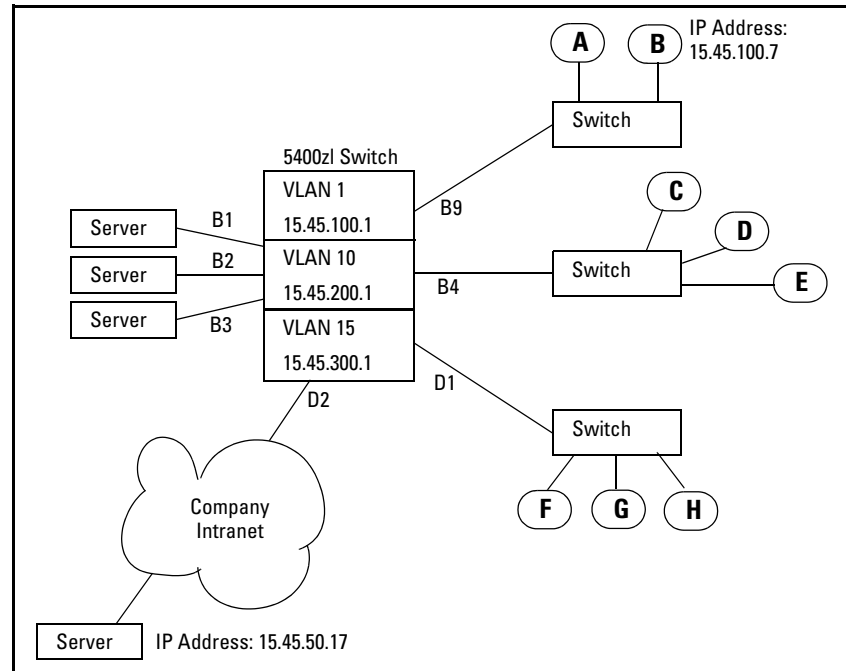 A
B
IP Address:
15.45.100.7
Switch
5400zl Switch
VLAN 1
15.45.100.1
B9
Server
B1
C
VLAN 10
15.45.200.1
D
Server
B2
B4
Switch
E
Server
B3
VLAN 15
15.45.300.1
D1
D2
Switch
Company
Intranet
F
G
H
Server
IP Address: 15.45.50.17